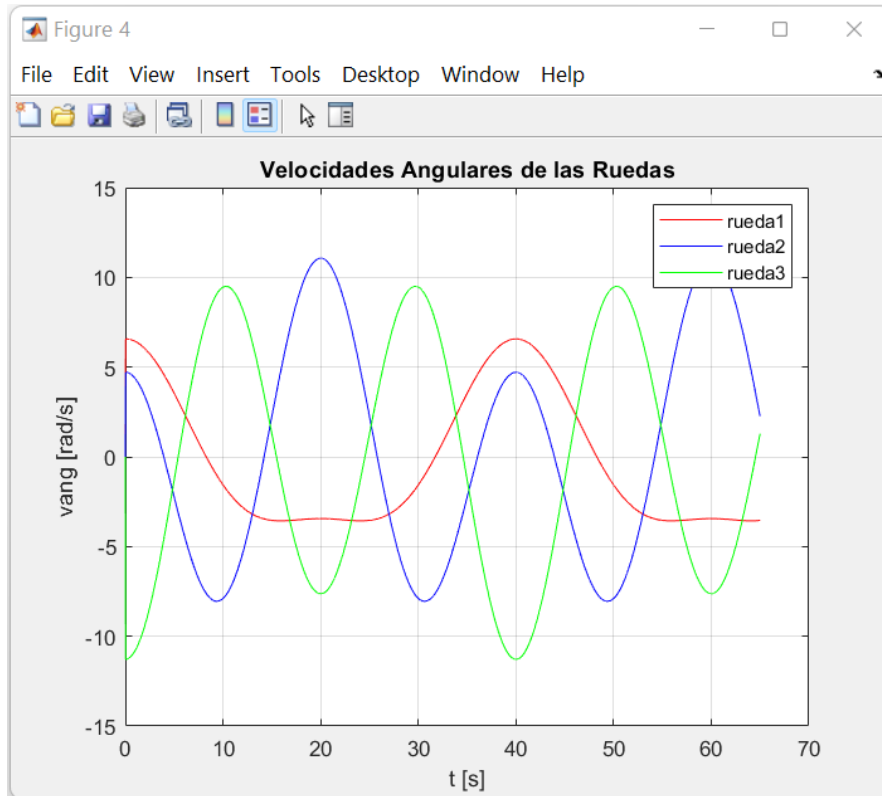 Figure 4
File Edit View Insert Tools Desktop Window Help
Velocidades Angulares de las Ruedas
15
10
5
0
-5
-10
-15
vang [rad/s]
rueda1
rueda2
rueda3
0 10 20 30 40 50 60 70
t [s]